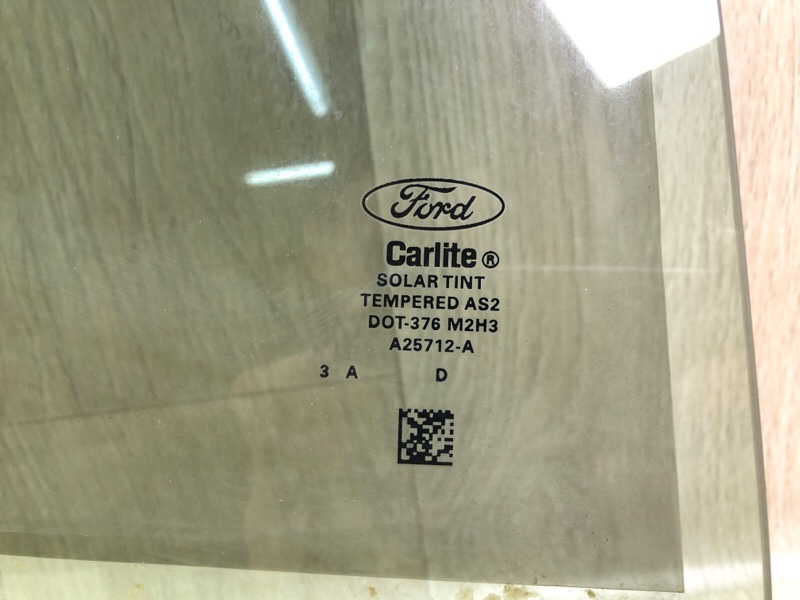 Ford
Carlite®
SOLAR TINT
TEMPERED AS2
DOT-376 M2H3
A25712-A
3 A D